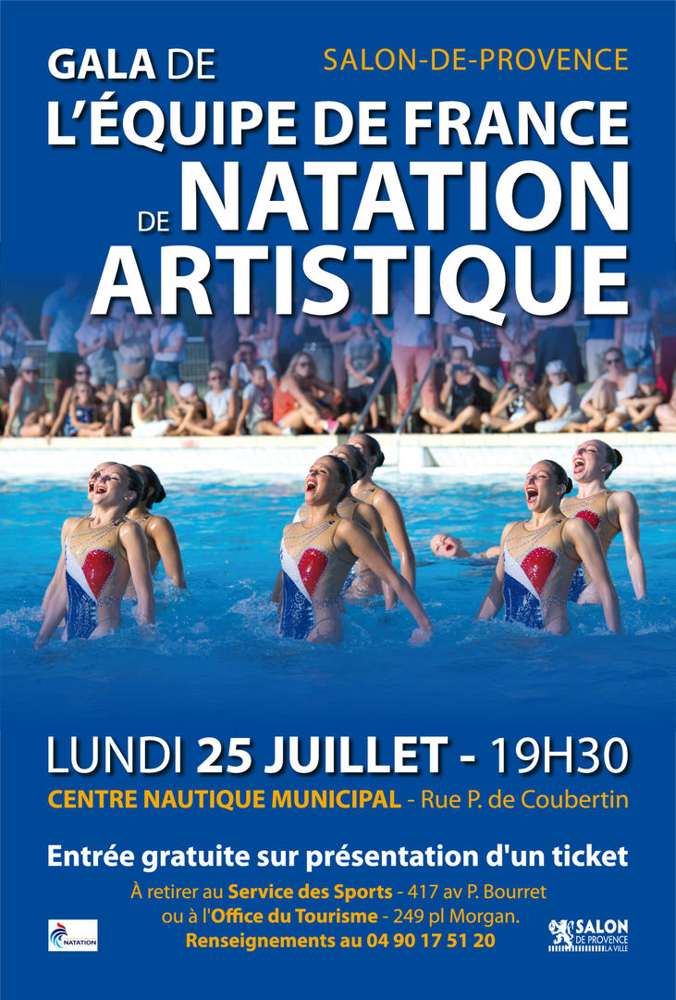 GALA DE
SALON-DE-PROVENCE
L'ÉQUIPE DE FRANCE
DE NATATION
ARTISTIQUE
LUNDI 25 JUILLET - 19H30
CENTRE NAUTIQUE MUNICIPAL - Rue P. de Coubertin
Entrée gratuite sur présentation d'un ticket
À retirer au Service des Sports - 417 av P. Bourret
ou à l'Office du Tourisme - 249 pl Morgan.
Renseignements au 04 90 17 51 20
NATATION
SALON
DE PROVENCE
LA VILLE